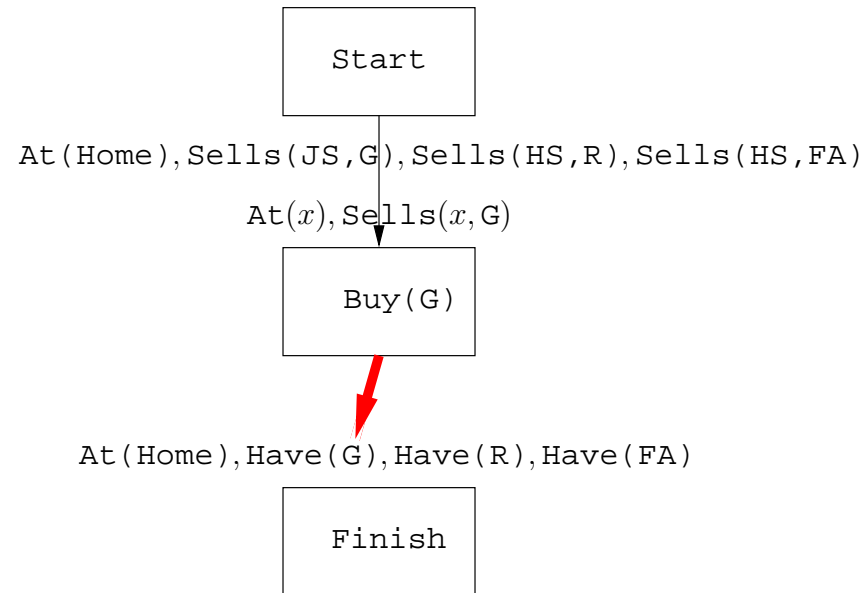 Start
At(Home),Sells(JS,G),Sells(HS,R),Sells(HS,FA)
At(x),Sells(x,G)
Buy(G)
At(Home),Have(G),Have(R),Have(FA)
Finish